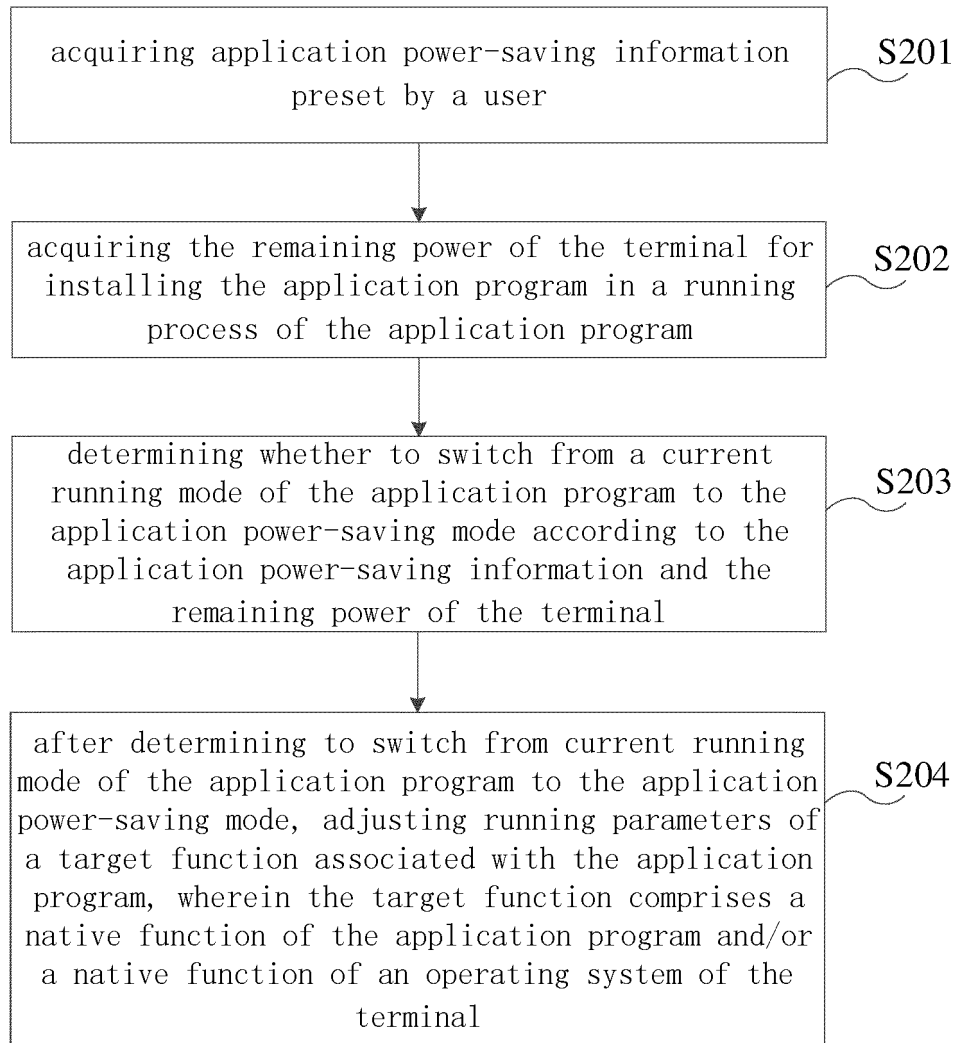 acquiring application power-saving information
preset by a user
S201
acquiring the remaining power of the terminal for
installing the application program in a running
process of the application program
S202
determining whether to switch from a current
running mode of the application program to the
application power-saving mode according to the
application power-saving information and the
remaining power of the terminal
S203
after determining to switch from current running
mode of the application program to the application
power-saving mode, adjusting running parameters of
a target function associated with the application
program, wherein the target function comprises a
native function of the application program and/or
a native function of an operating system of the
terminal
S204